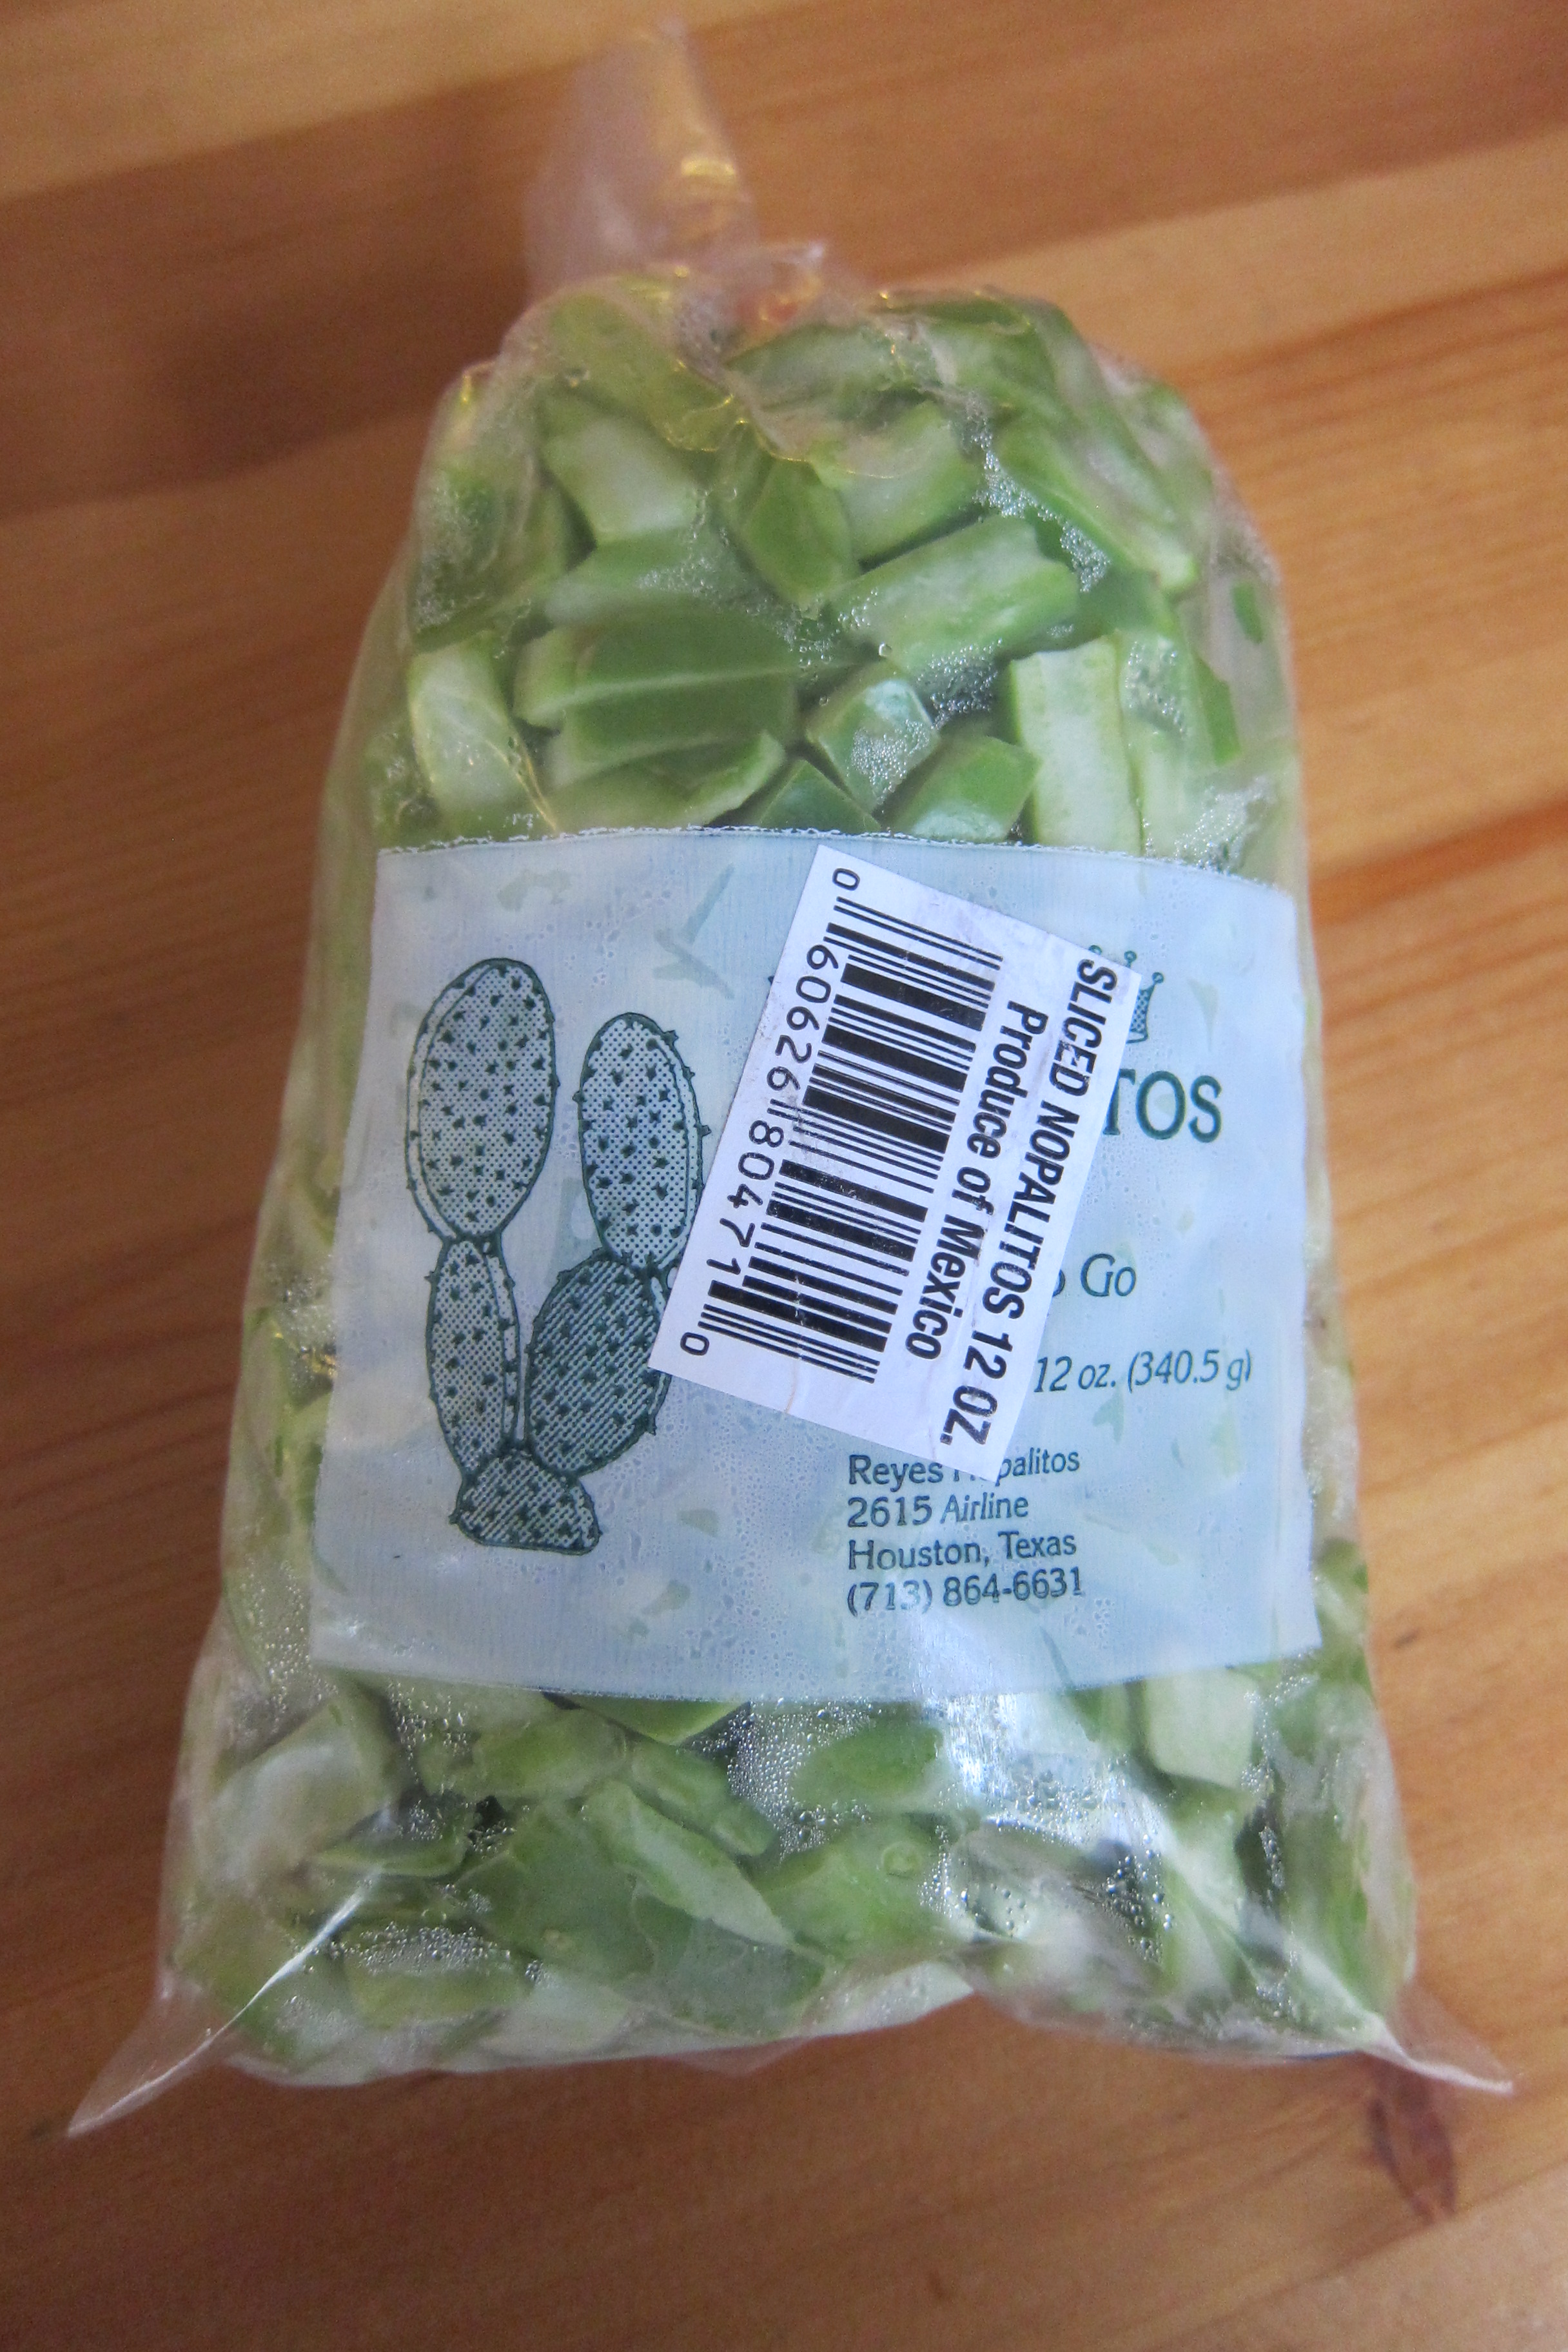 SLICED NOPALITOS 12 OZ.
Produce of Mexico
0 60626 80471 0
TOS
Go
12 oz. (340.5 g)
Reyes
2615 Airline
Houston, Texas
(713) 864-6631